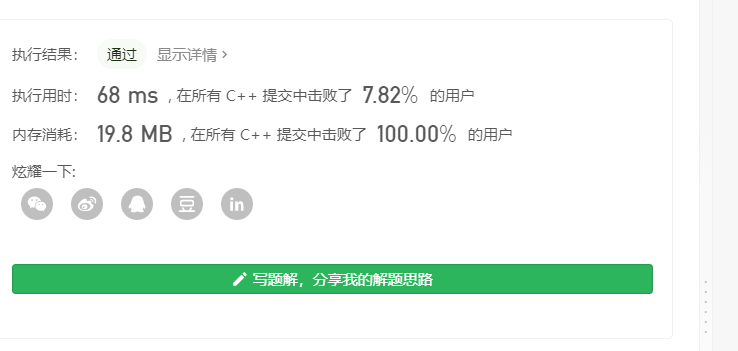 执行结果： 通过 显示详情 >
执行用时： 68 ms , 在所有 C++ 提交中击败了 7.82% 的用户
内存消耗： 19.8 MB , 在所有 C++ 提交中击败了 100.00% 的用户
炫耀一下:
豆 in
写题解，分享我的解题思路